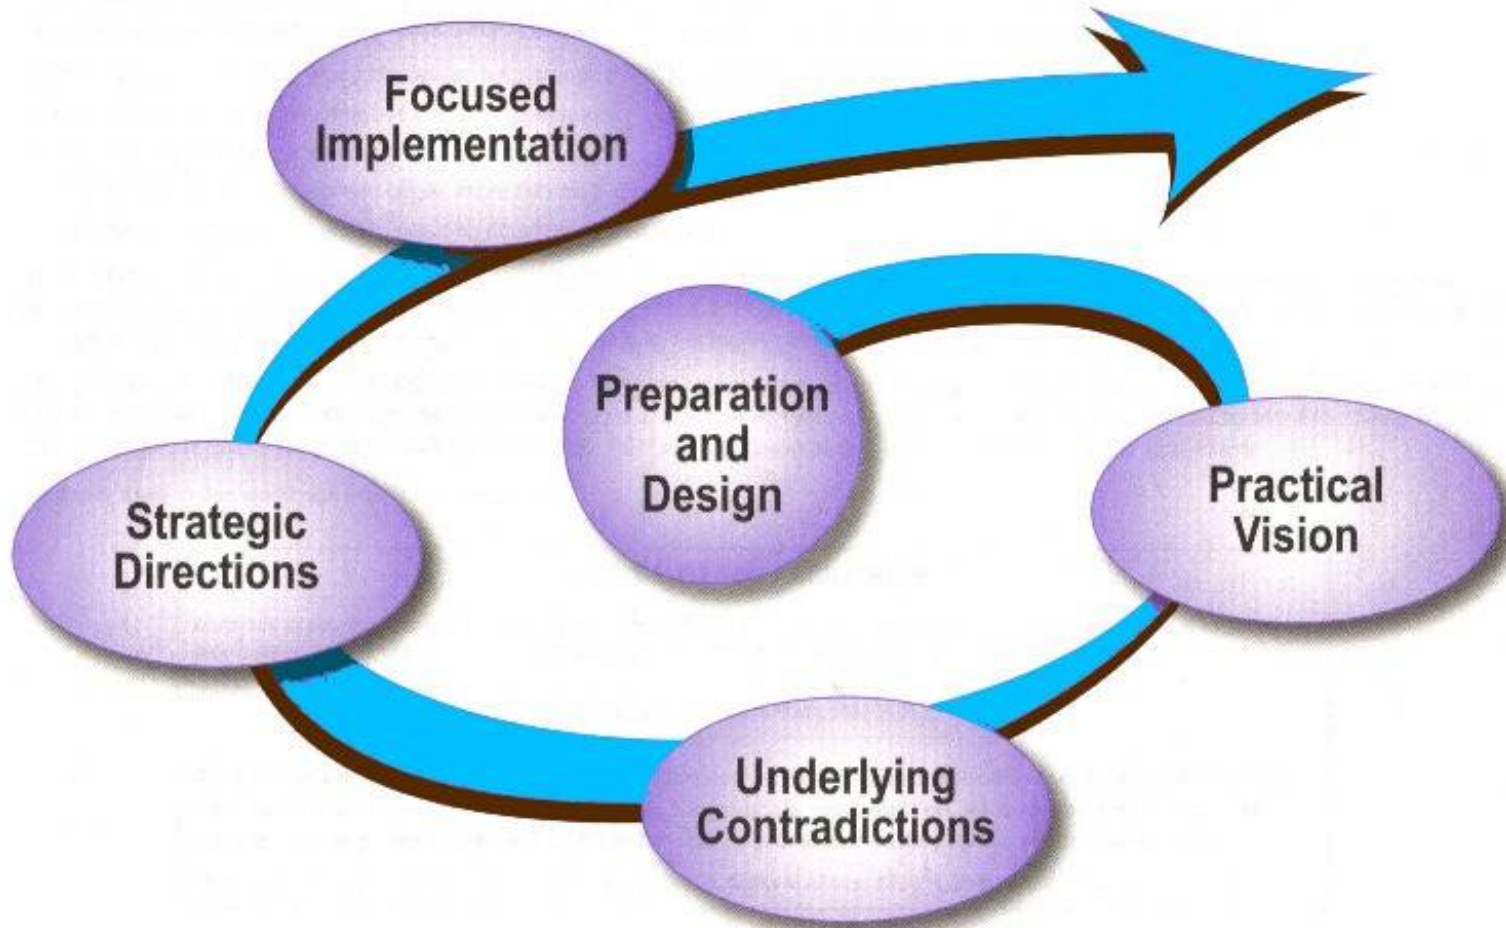 Focused
Implementation
Preparation
and
Design
Practical
Vision
Strategic
Directions
Underlying
Contradictions